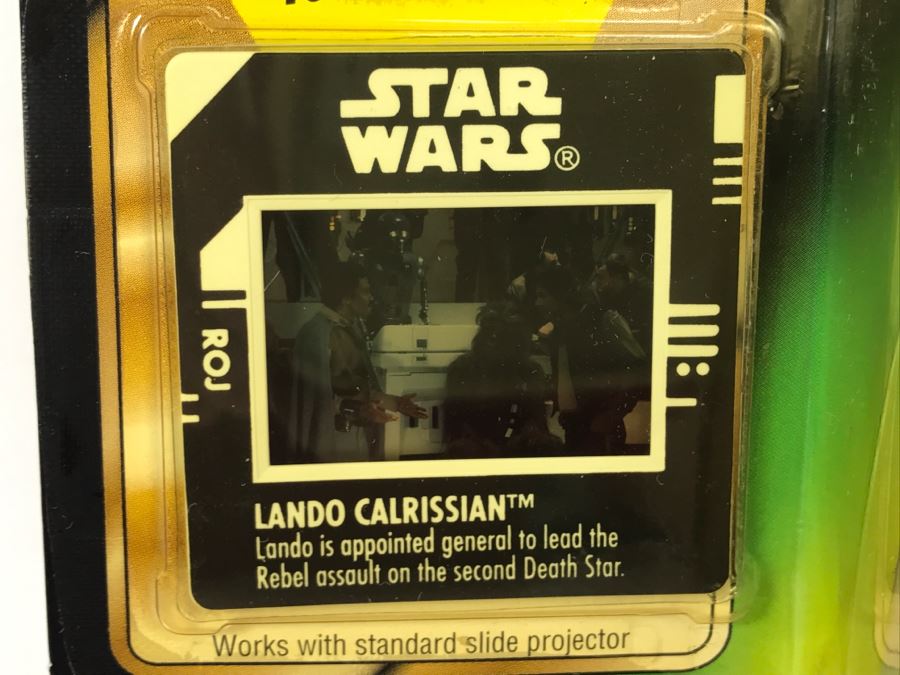 STAR
WARS®
ROJ
LANDO CALRISSIAN™
Lando is appointed general to lead the
Rebel assault on the second Death Star.
Works with standard slide projector